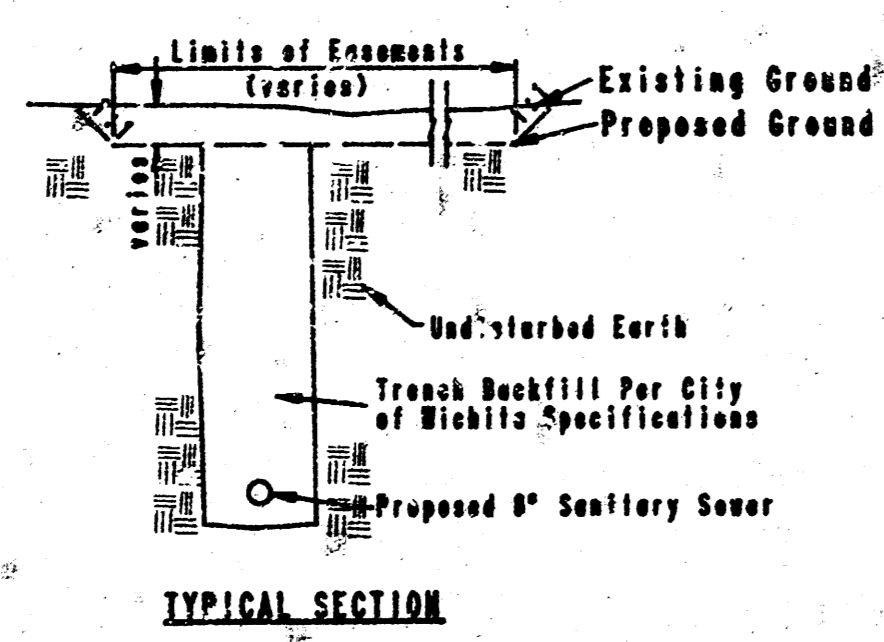 Limits of Easements
(varies)
Existing Ground
Proposed Ground
varies
Undisturbed Earth
Trench Backfill Per City
of Wichita Specifications
Proposed 8" Sanitary Sewer
TYPICAL SECTION